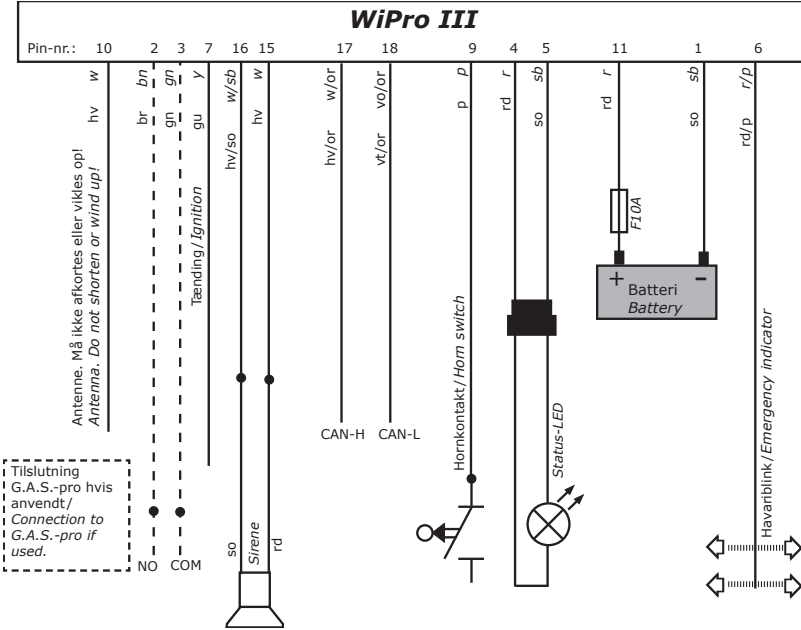 WiPro III
Pin-nr.: 10 2 3 7 16 15 17 18 9 4 5 11 1 6
w bn gn y w/sb w w/or vo/or p r sb r sb r/p
hv br gn gu hv/so hv hv/or vt/or p rd so rd so rd/p
Antenne. Må ikke afkortes eller vikles op!
Antenna. Do not shorten or wind up!
Tænding/Ignition
F10A
+ -
Batteri
Battery
CAN-H CAN-L
Hornkontakt/Horn switch
Status-LED
Havariblink/Emergency indicator
Tilslutning
G.A.S.-pro hvis
anvendt/
Connection to
G.A.S.-pro if
used.
NO COM
so Sirene rd